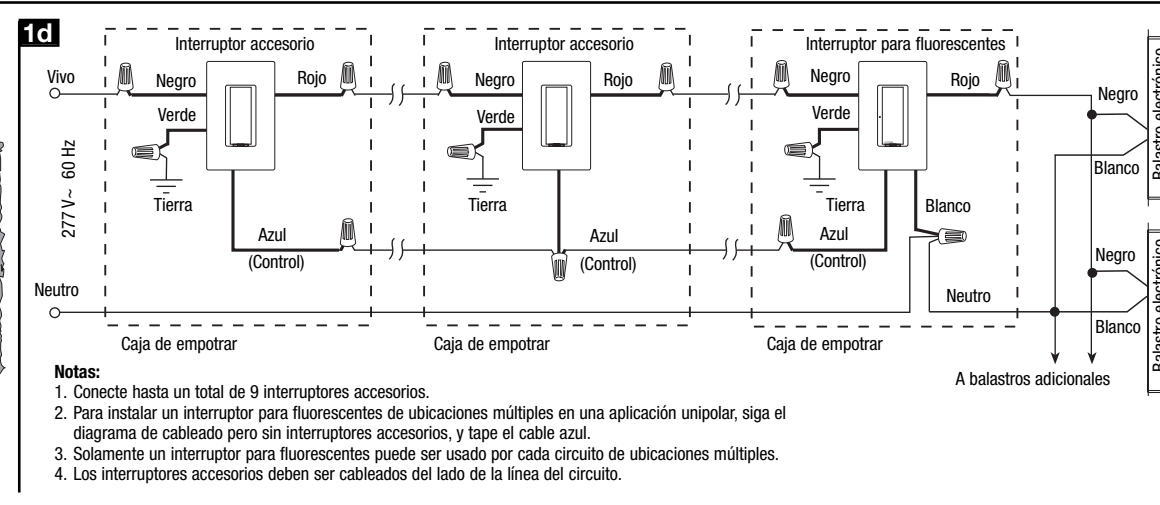 1d
Interruptor accesorio
Interruptor accesorio
Interruptor para fluorescentes
Vivo
Negro
Rojo
Negro
Rojo
Negro
Rojo
Negro
Verde
Verde
Verde
Balastro electrónico
277 V~ 60 Hz
Blanco
Tierra
Tierra
Tierra
Blanco
Azul
(Control)
Azul
(Control)
Azul
(Control)
Negro
Balastro electrónico
Neutro
Neutro
Blanco
Caja de empotrar
Caja de empotrar
Caja de empotrar
A balastros adicionales
Notas:
1. Conecte hasta un total de 9 interruptores accesorios.
2. Para instalar un interruptor para fluorescentes de ubicaciones múltiples en una aplicación unipolar, siga el
diagrama de cableado pero sin interruptores accesorios, y tape el cable azul.
3. Solamente un interruptor para fluorescentes puede ser usado por cada circuito de ubicaciones múltiples.
4. Los interruptores accesorios deben ser cableados del lado de la línea del circuito.